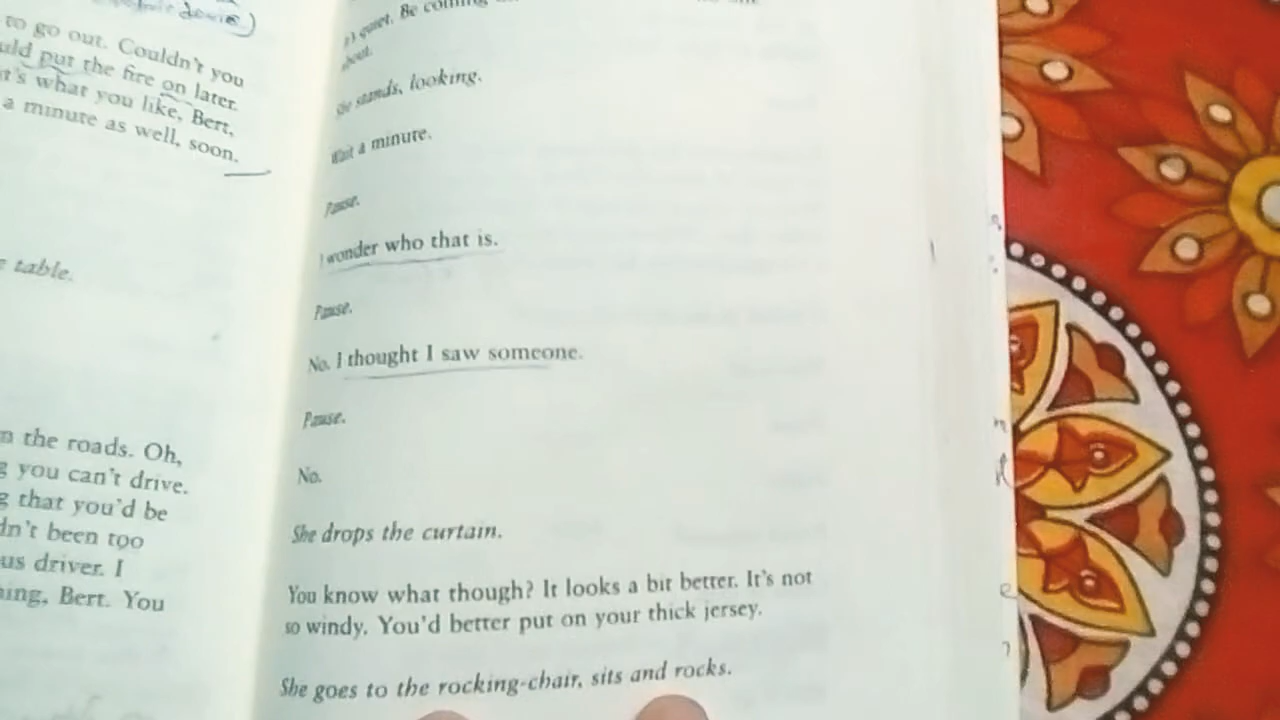 to go out. Couldn't you
put the fire on later.
what you like, Bert,
a minute as well, soon.
table.
the roads. Oh,
you can't drive.
that you'd be
been too
driver. I
Bert. You
quiet. Be
about.
She stands, looking.
Wait a minute.
Pause.
I wonder who that is.
Pause.
No. I thought I saw someone.
Pause.
No.
She drops the curtain.
You know what though? It looks a bit better. It's not
so windy. You'd better put on your thick jersey.
She goes to the rocking-chair, sits and rocks.